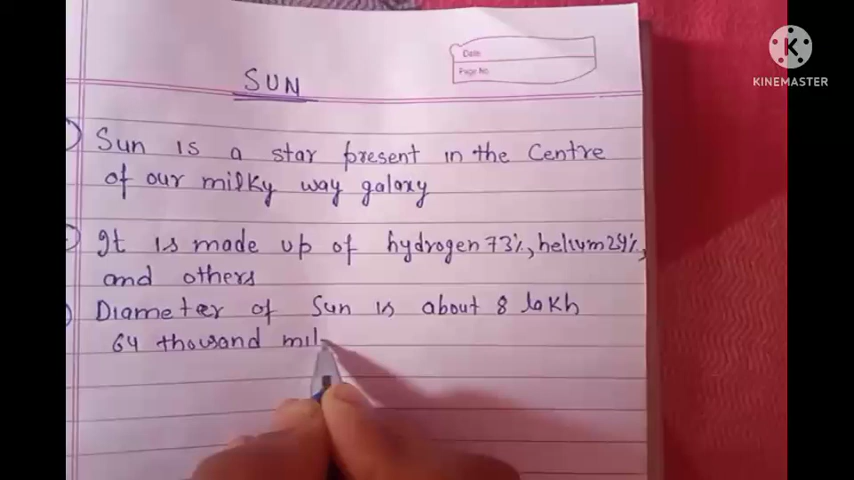 Date
Page No.
KINEMASTER
SUN
Sun is a star present in the Centre
of our milky way galaxy
It is made up of hydrogen 73%, helium 24%,
and others
Diameter of Sun is about 8 lakh
64 thousand mil